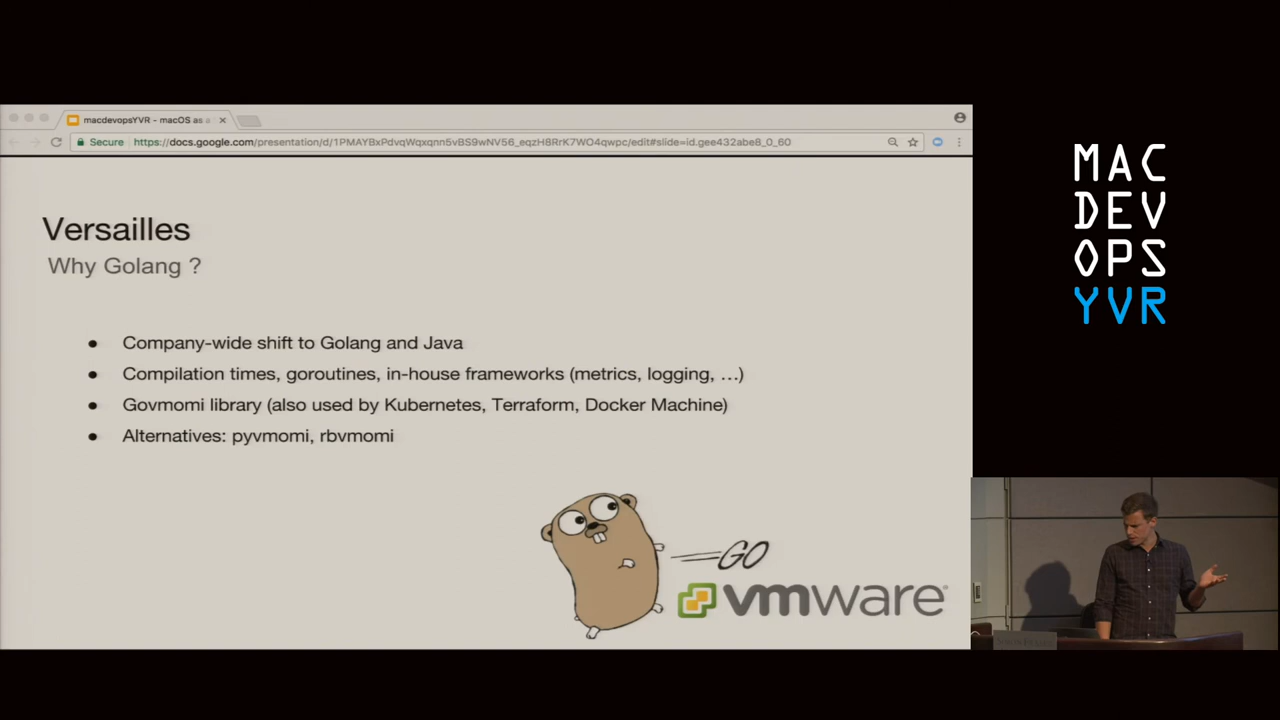 macdevopsYVR - macOS as a
Secure https://docs.google.com/presentation/d/1PMAYBxPdvqWqxqnn5vBS9wNV56_eqzH8RrK7WO4qwpc/edit#slide=id.gee432abe8_0_60
Versailles
Why Golang ?
● Company-wide shift to Golang and Java
● Compilation times, goroutines, in-house frameworks (metrics, logging, …)
● Govmomi library (also used by Kubernetes, Terraform, Docker Machine)
● Alternatives: pyvmomi, rbvmomi
GO
vmware®
MAC
DEV
OPS
YVR